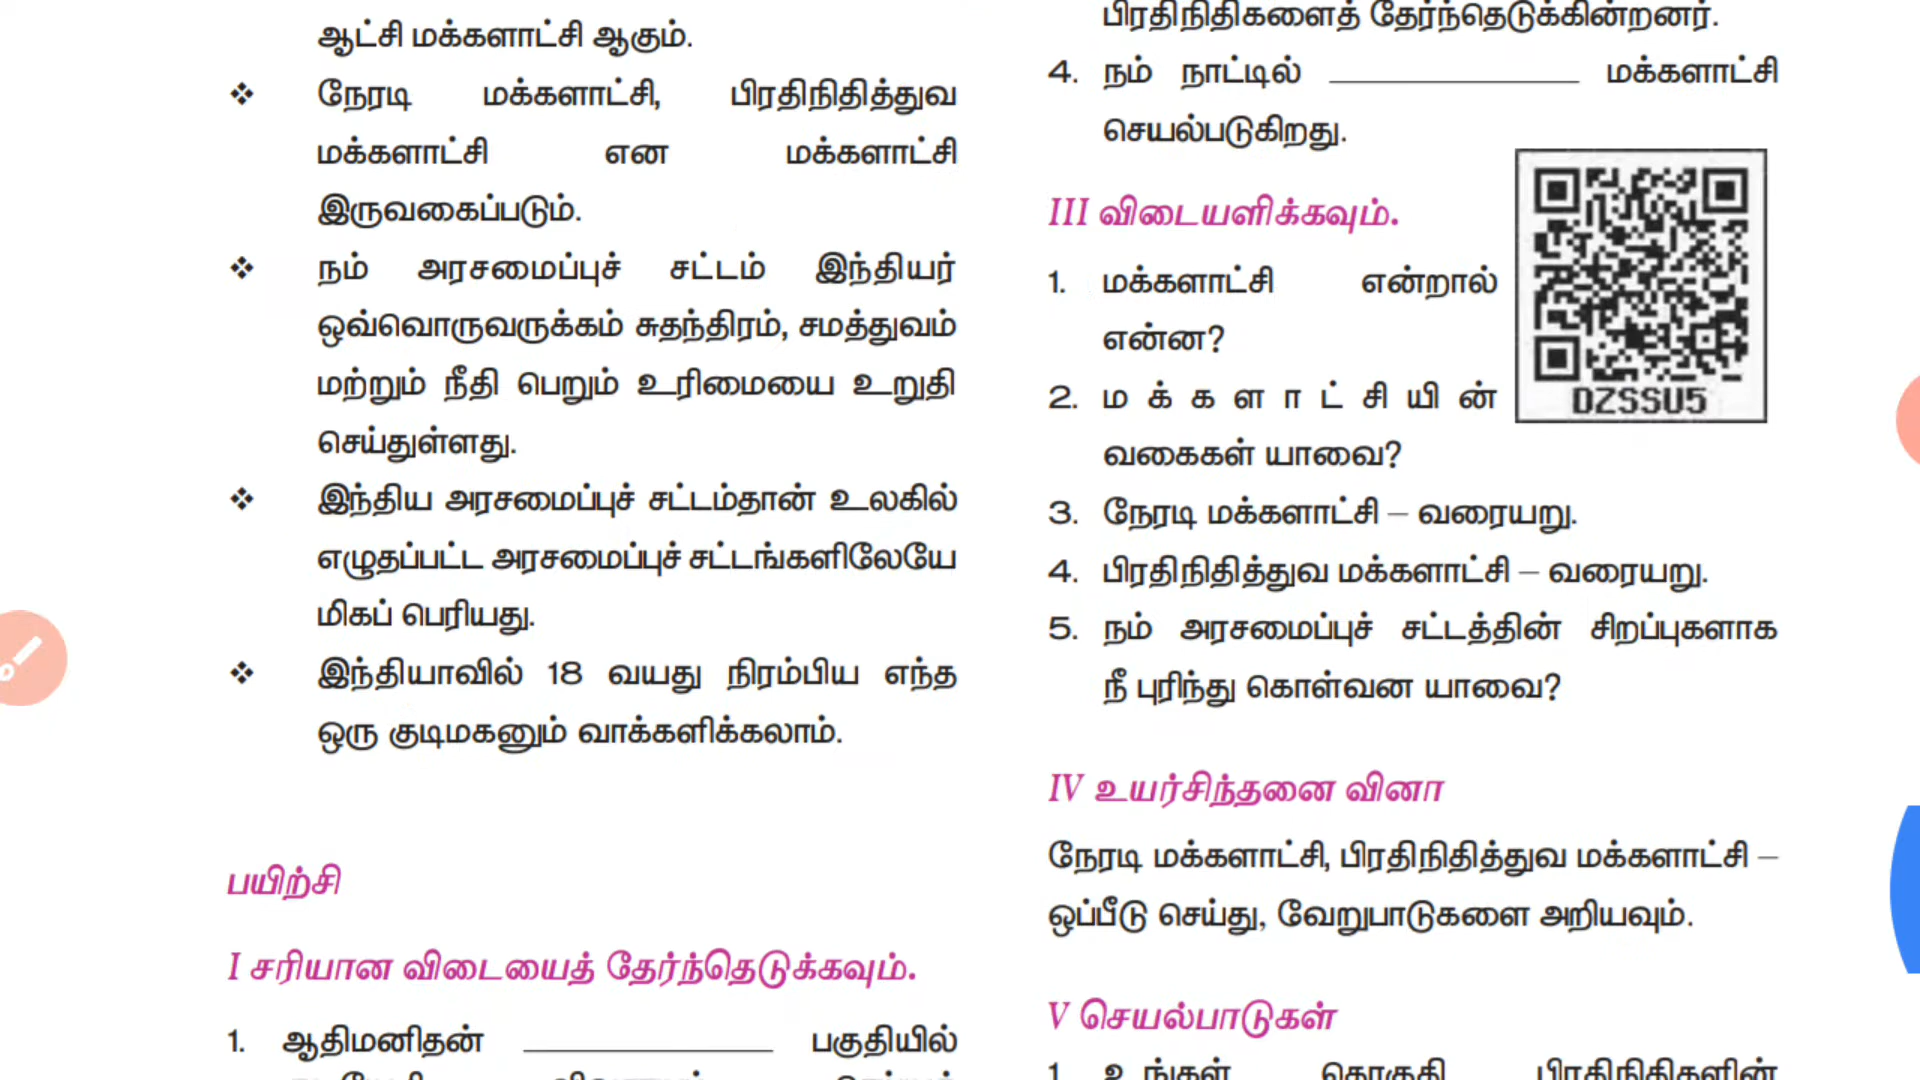 ஆட்சி மக்களாட்சி ஆகும்.
❖ நேரடி மக்களாட்சி, பிரதிநிதித்துவ
மக்களாட்சி என மக்களாட்சி
இருவகைப்படும்.
❖ நம் அரசமைப்புச் சட்டம் இந்தியர்
ஒவ்வொருவருக்கம் சுதந்திரம், சமத்துவம்
மற்றும் நீதி பெறும் உரிமையை உறுதி
செய்துள்ளது.
❖ இந்திய அரசமைப்புச் சட்டம்தான் உலகில்
எழுதப்பட்ட அரசமைப்புச் சட்டங்களிலேயே
மிகப் பெரியது.
❖ இந்தியாவில் 18 வயது நிரம்பிய எந்த
ஒரு குடிமகனும் வாக்களிக்கலாம்.
பயிற்சி
I சரியான விடையைத் தேர்ந்தெடுக்கவும்.
1. ஆதிமனிதன் ____________ பகுதியில்
பிரதிநிதிகளைத் தேர்ந்தெடுக்கின்றனர்.
4. நம் நாட்டில் ____________ மக்களாட்சி
செயல்படுகிறது.
III விடையளிக்கவும்.
1. மக்களாட்சி என்றால்
என்ன?
2. ம க் க ளா ட் சி யி ன்
வகைகள் யாவை?
3. நேரடி மக்களாட்சி – வரையறு.
4. பிரதிநிதித்துவ மக்களாட்சி – வரையறு.
5. நம் அரசமைப்புச் சட்டத்தின் சிறப்புகளாக
நீ புரிந்து கொள்வன யாவை?
DZSSU5
IV உயர்சிந்தனை வினா
நேரடி மக்களாட்சி, பிரதிநிதித்துவ மக்களாட்சி –
ஒப்பீடு செய்து, வேறுபாடுகளை அறியவும்.
V செயல்பாடுகள்
1 உங்கள் தொகுதி பிரதிநிதிகளின்